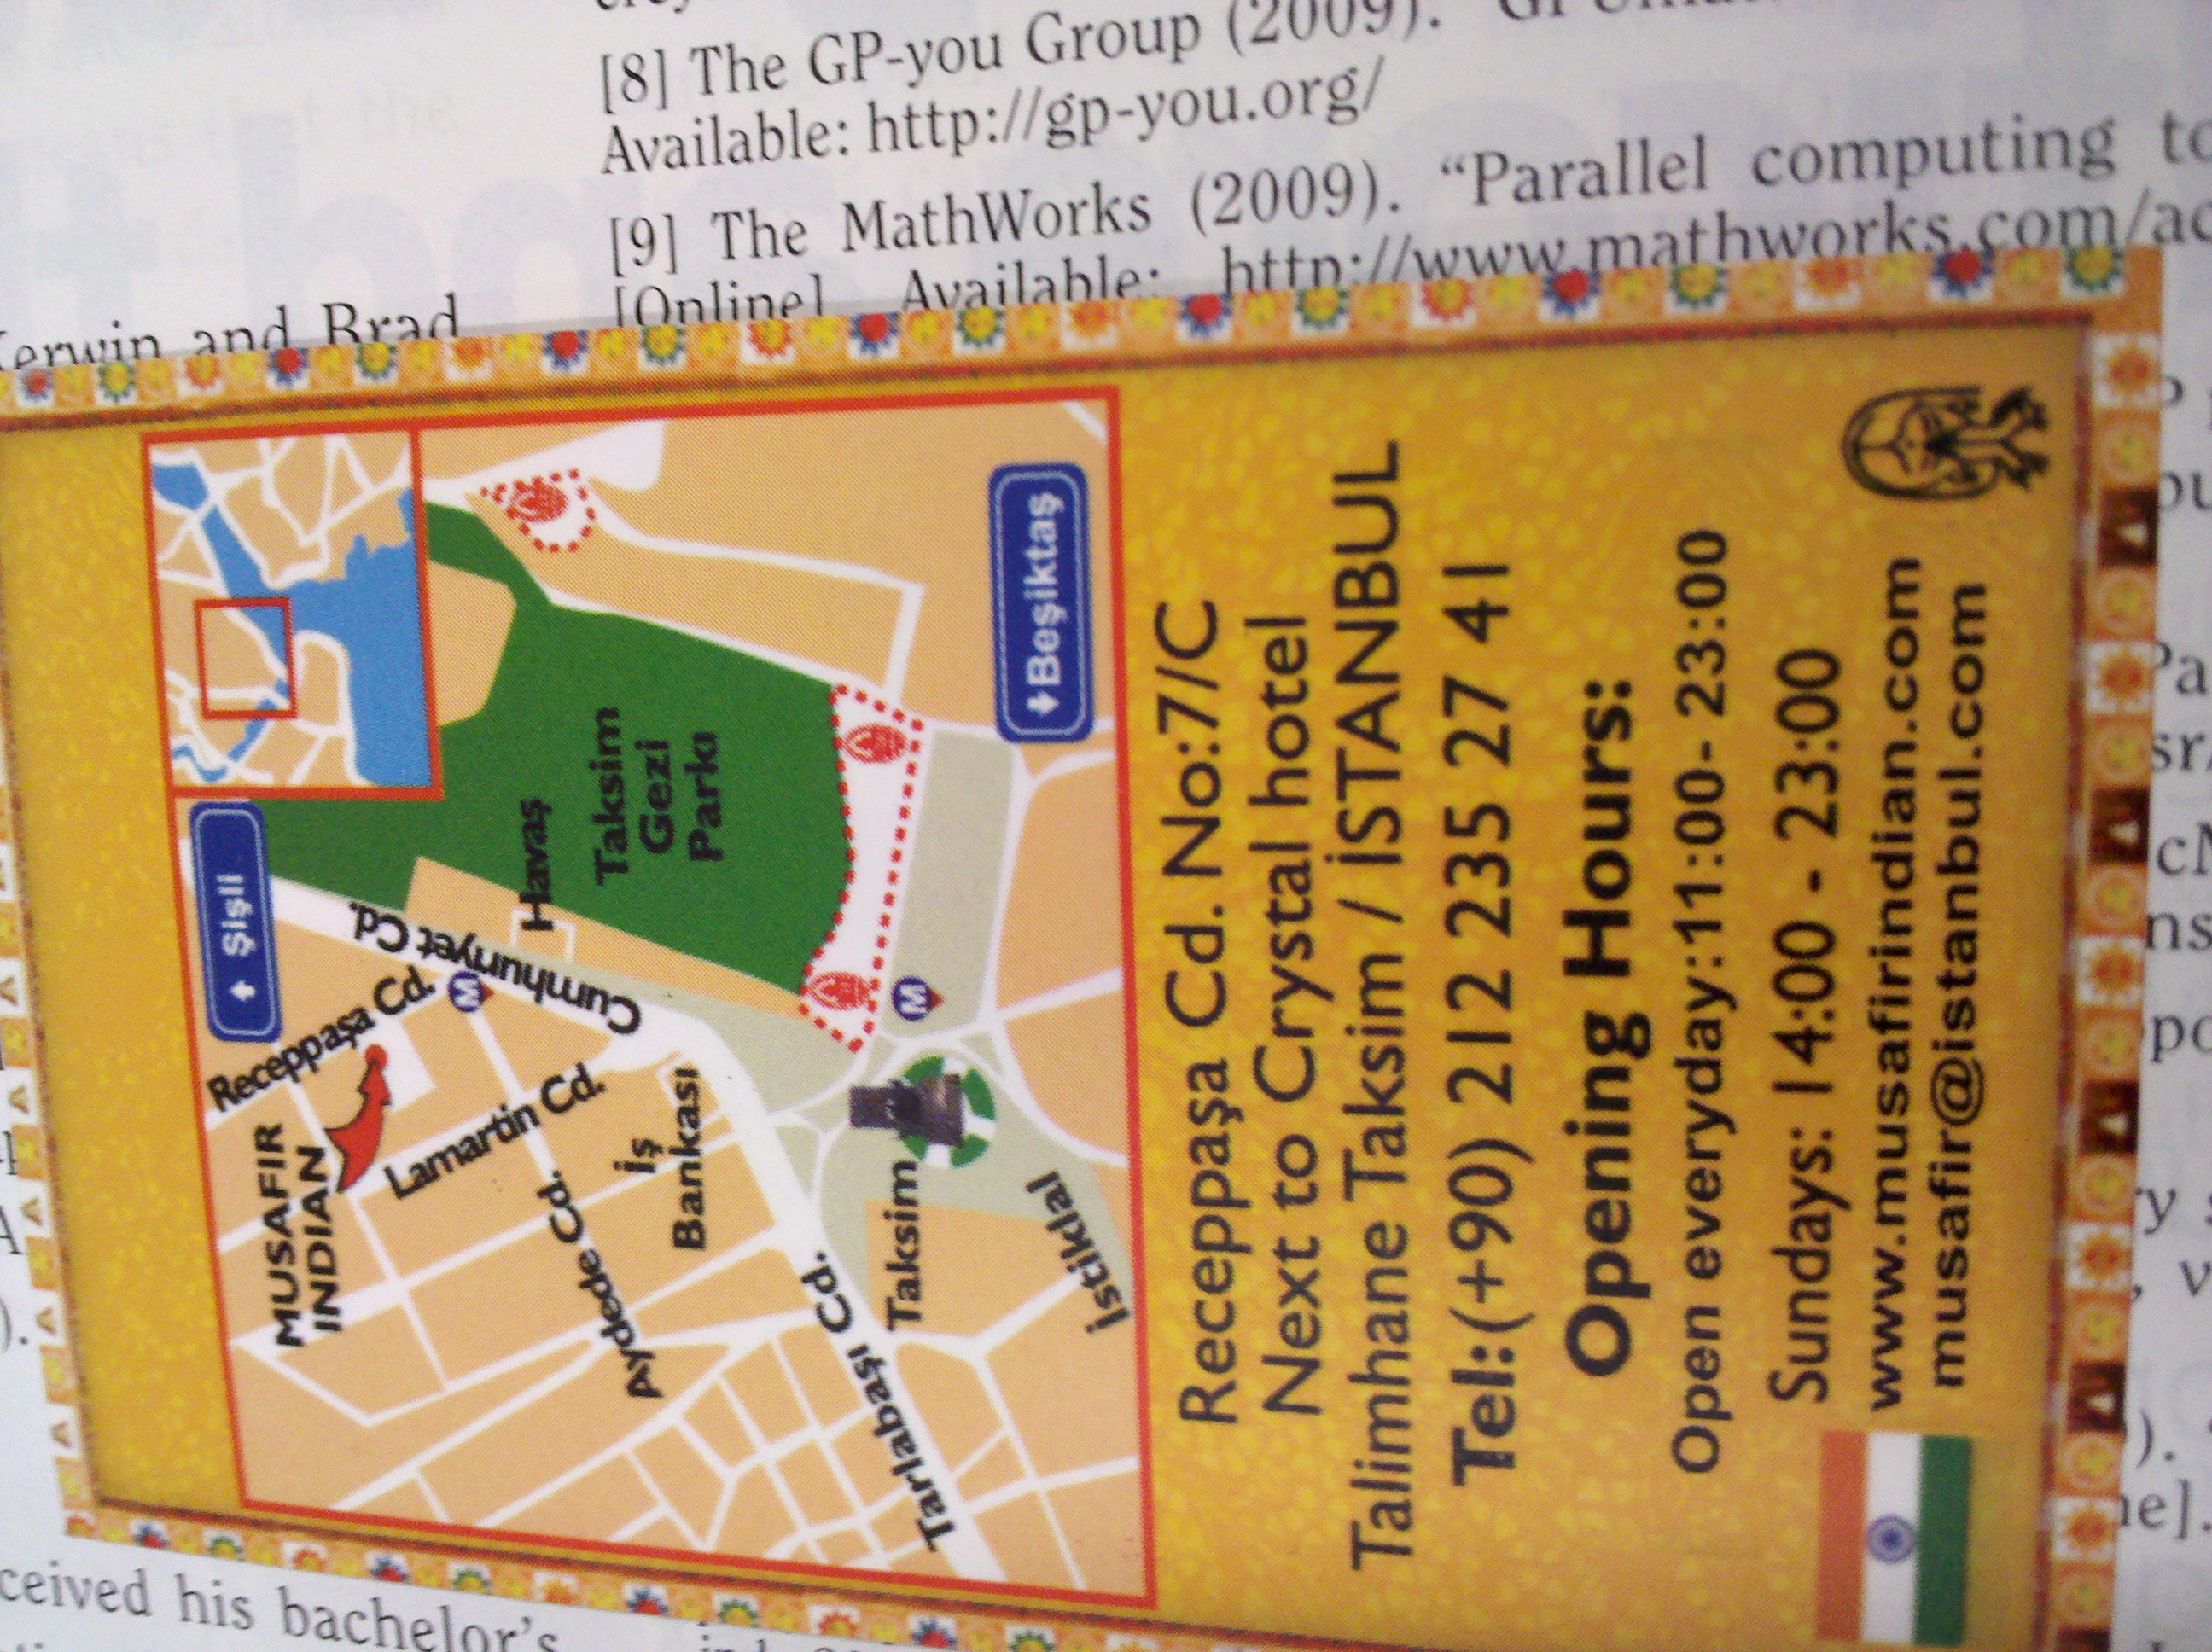 [8] The GP-you Group (2009).
Available: http://gp-you.org/
[9] The MathWorks (2009). “Parallel computing
[Online] Available: http://www.mathworks.com/
erwin and Brad
Şişli
Havaş
Taksim
Gezi
Parkı
Cumhuriyet Cd.
Receppaşa Cd.
M
MUSAFIR
INDIAN
Lamartin Cd.
İş
Bankası
Aydede Cd.
M
Taksim
Tarlabaşı Cd.
İstiklal
Beşiktaş
Receppaşa Cd. No:7/C
Next to Crystal hotel
Talimhane Taksim / İSTANBUL
Tel:(+90) 212 235 27 41
Opening Hours:
Open everyday:11:00- 23:00
Sundays: 14:00 - 23:00
www.musafirindian.com
musafir@istanbul.com
ceived his bachelor's